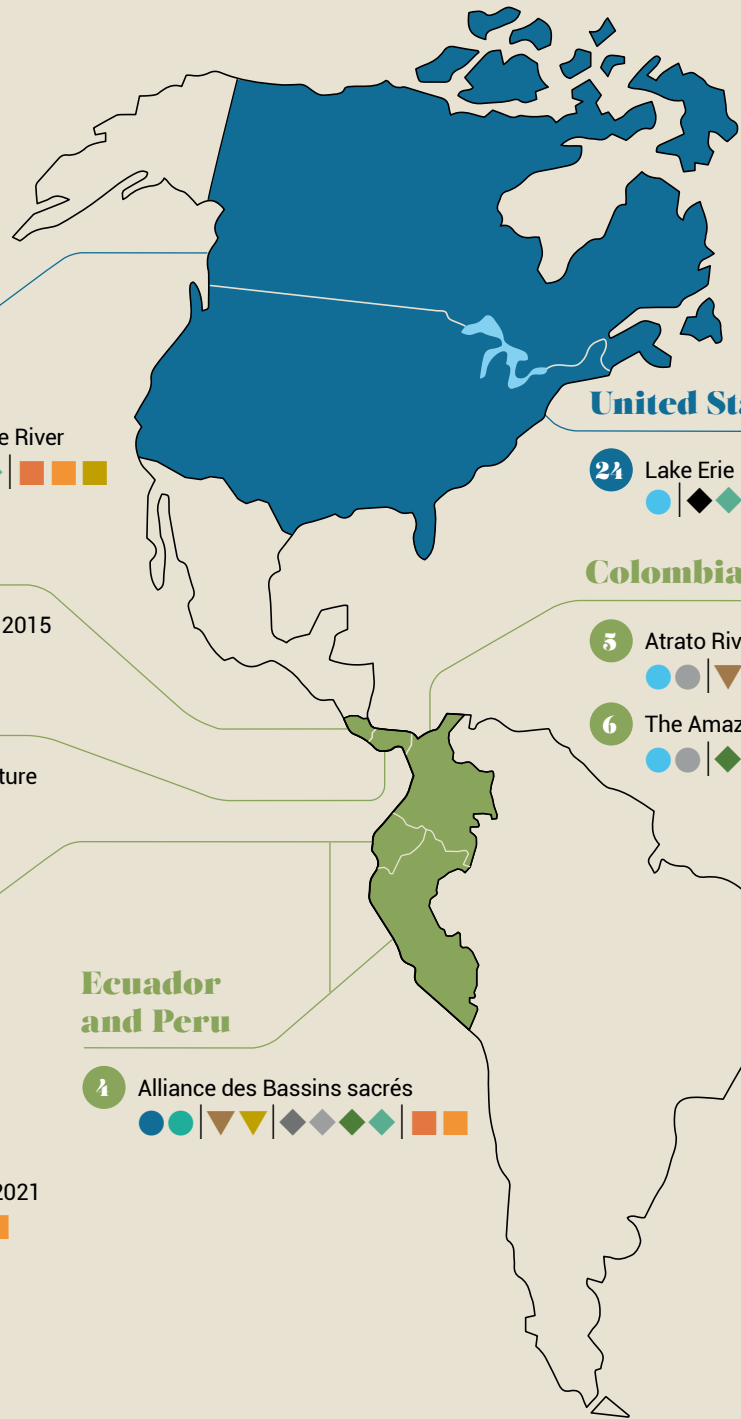 e River
2015
ture
2021
United Sta
24
Lake Erie
Colombia
5
Atrato Riv
6
The Amaz
Ecuador
and Peru
4
Alliance des Bassins sacrés